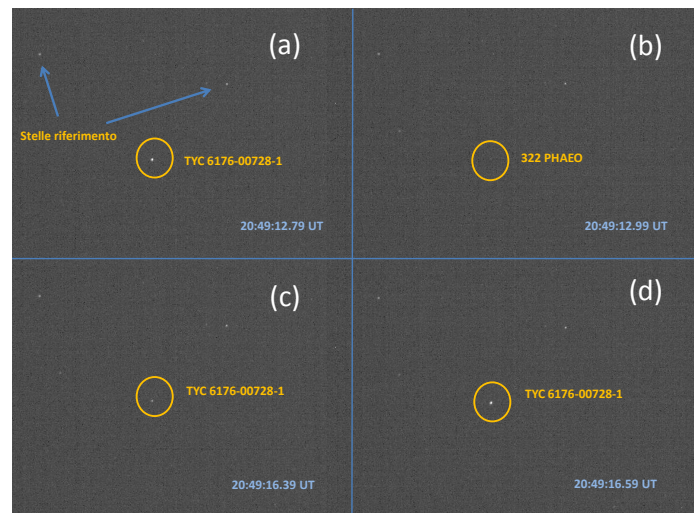 (a)
Stelle riferimento
TYC 6176-00728-1
20:49:12.79 UT
(b)
322 PHAEO
20:49:12.99 UT
(c)
TYC 6176-00728-1
20:49:16.39 UT
(d)
TYC 6176-00728-1
20:49:16.59 UT